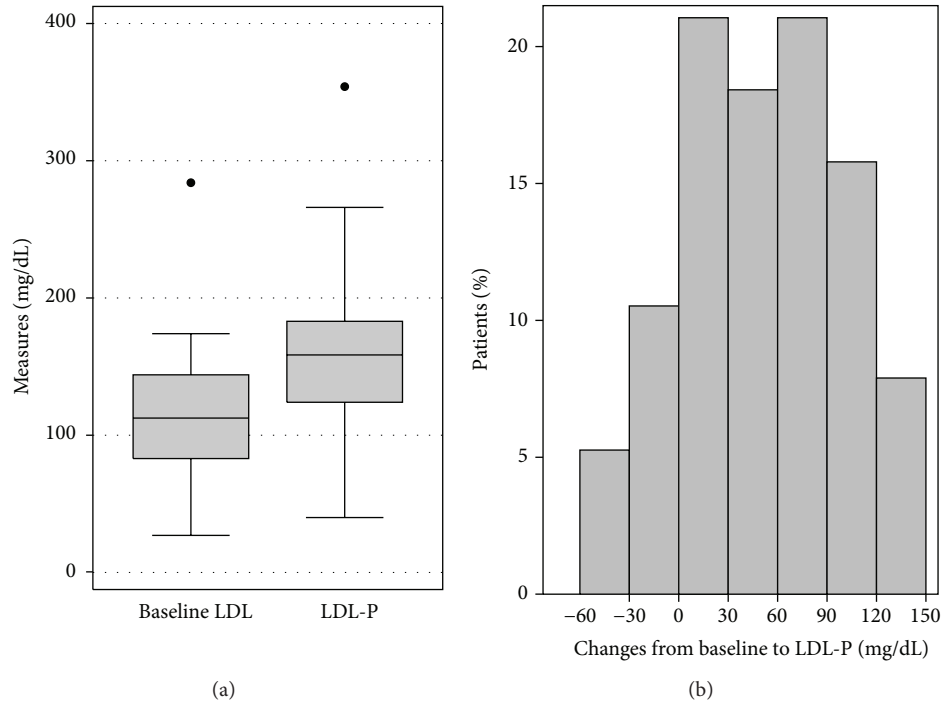 400
300
200
100
0
Measures (mg/dL)
Baseline LDL
LDL-P
(a)
20
15
10
5
0
Patients (%)
−60 −30 0 30 60 90 120 150
Changes from baseline to LDL-P (mg/dL)
(b)